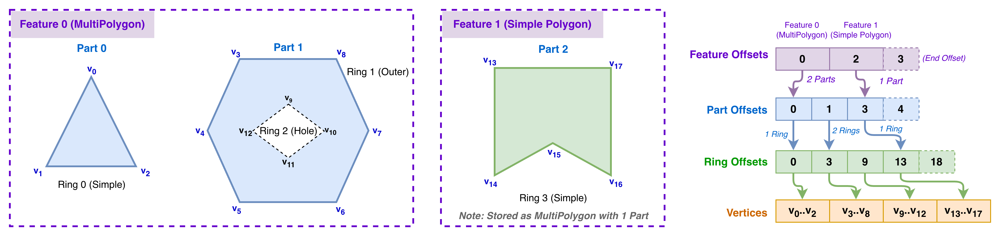 Feature 0 (MultiPolygon)
Part 0
v0
v1
v2
Ring 0 (Simple)
Part 1
v3
v8
Ring 1 (Outer)
v9
v4
v12
Ring 2 (Hole)
v10
v7
v11
v5
v6
Feature 1 (Simple Polygon)
Part 2
v13
v17
v15
v14
v16
Ring 3 (Simple)
Note: Stored as MultiPolygon with 1 Part
Feature 0
(MultiPolygon)
Feature 1
(Simple Polygon)
Feature Offsets
0
2
3
(End Offset)
2 Parts
1 Part
Part Offsets
0
1
3
4
1 Ring
2 Rings
1 Ring
Ring Offsets
0
3
9
13
18
Vertices
v0..v2
v3..v8
v9..v12
v13..v17